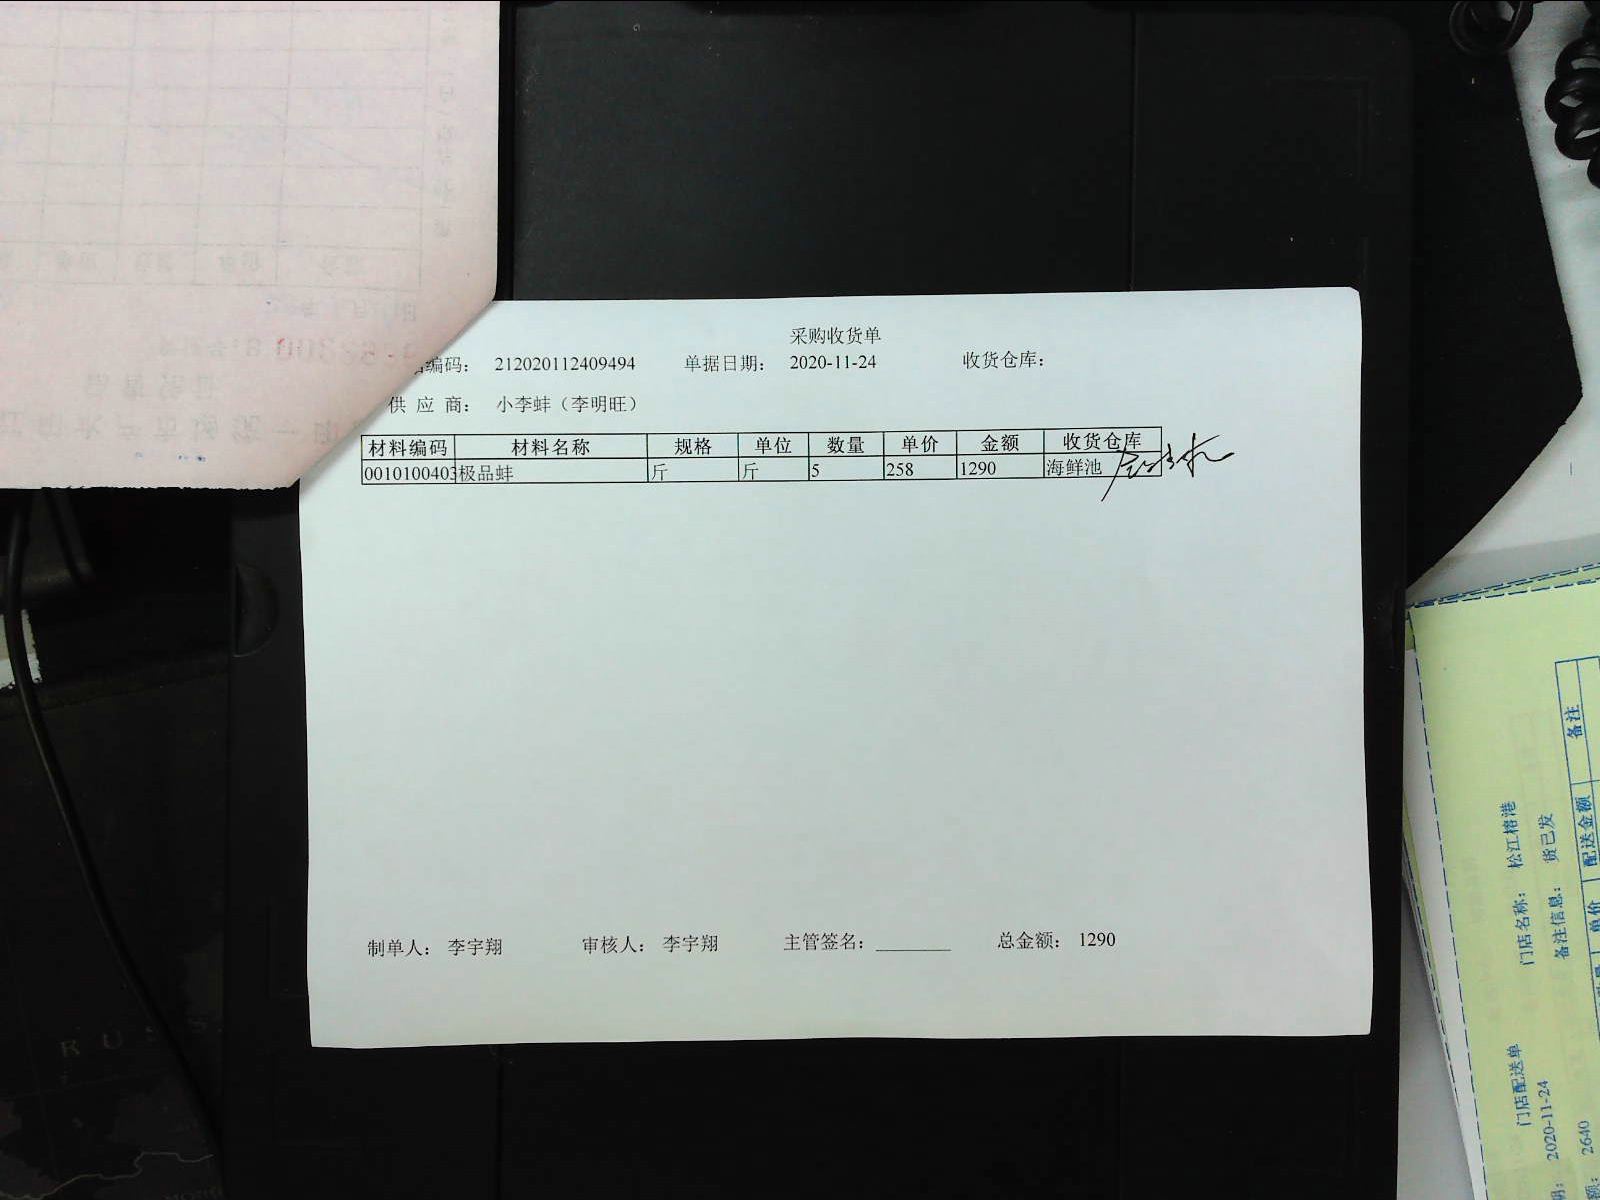 采购收货单
编码： 212020112409494 单据日期： 2020-11-24 收货仓库：
供 应 商： 小李蚌（李明旺）
材料编码 材料名称 规格 单位 数量 单价 金额 收货仓库
0010100403 极品蚌 斤 斤 5 258 1290 海鲜池
制单人： 李宇翔 审核人： 李宇翔 主管签名：________ 总金额： 1290
门店配送单
2020-11-24
门店名称： 松江榕港
备注信息： 货已发
2640
单价 配送金额 备注
R U S